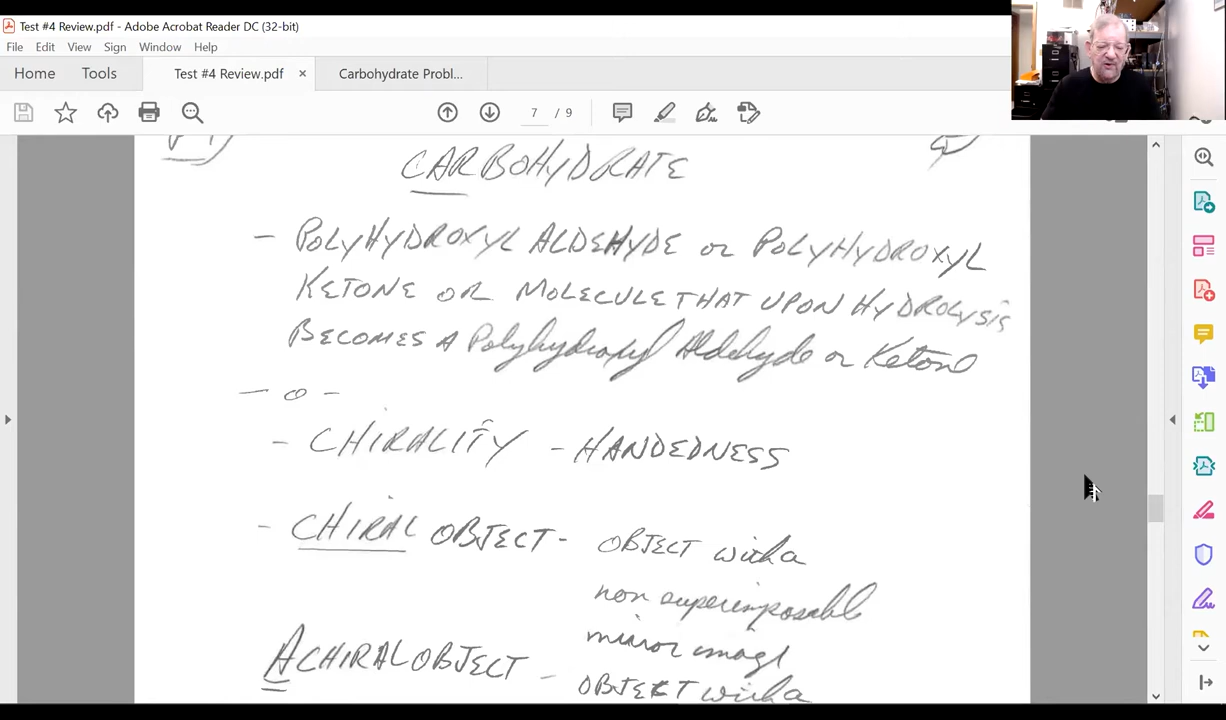 Test #4 Review.pdf - Adobe Acrobat Reader DC (32-bit)
File Edit View Sign Window Help
Home Tools Test #4 Review.pdf × Carbohydrate Probl...
7 / 9
CARBOHYDRATE
- POLYHYDROXYL ALDEHYDE or POLYHYDROXYL
KETONE OR MOLECULE THAT UPON HYDROLYSIS
BECOMES A Polyhydroxyl Aldehyde or Ketone
- o -
- CHIRALITY - HANDEDNESS
- CHIRAL OBJECT - OBJECT with a
non superimposable
mirror image
ACHIRAL OBJECT - OBJECT with a